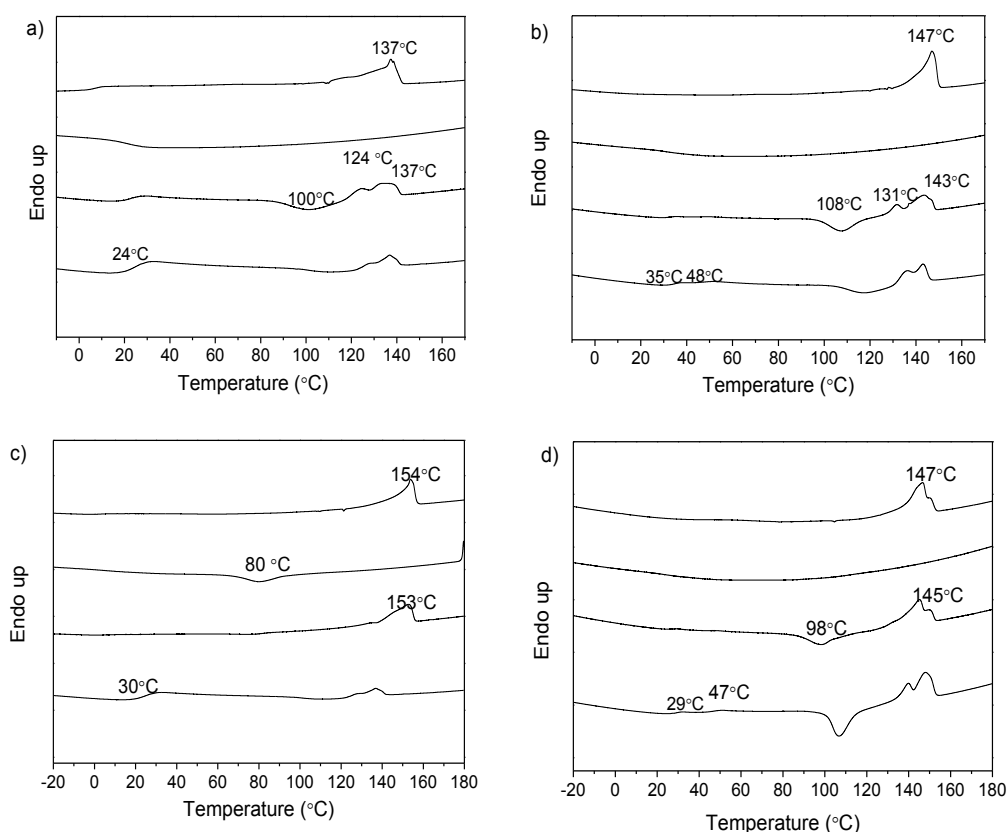 a)
137°C
124 °C
137°C
100°C
24°C
Endo up
0 20 40 60 80 100 120 140 160
Temperature (°C)
b)
147°C
143°C
131°C
108°C
35°C 48°C
Endo up
0 20 40 60 80 100 120 140 160
Temperature (°C)
c)
154°C
80 °C
153°C
30°C
Endo up
-20 0 20 40 60 80 100 120 140 160 180
Temperature (°C)
d)
147°C
145°C
98°C
47°C
29°C
Endo up
-20 0 20 40 60 80 100 120 140 160 180
Temperature (°C)